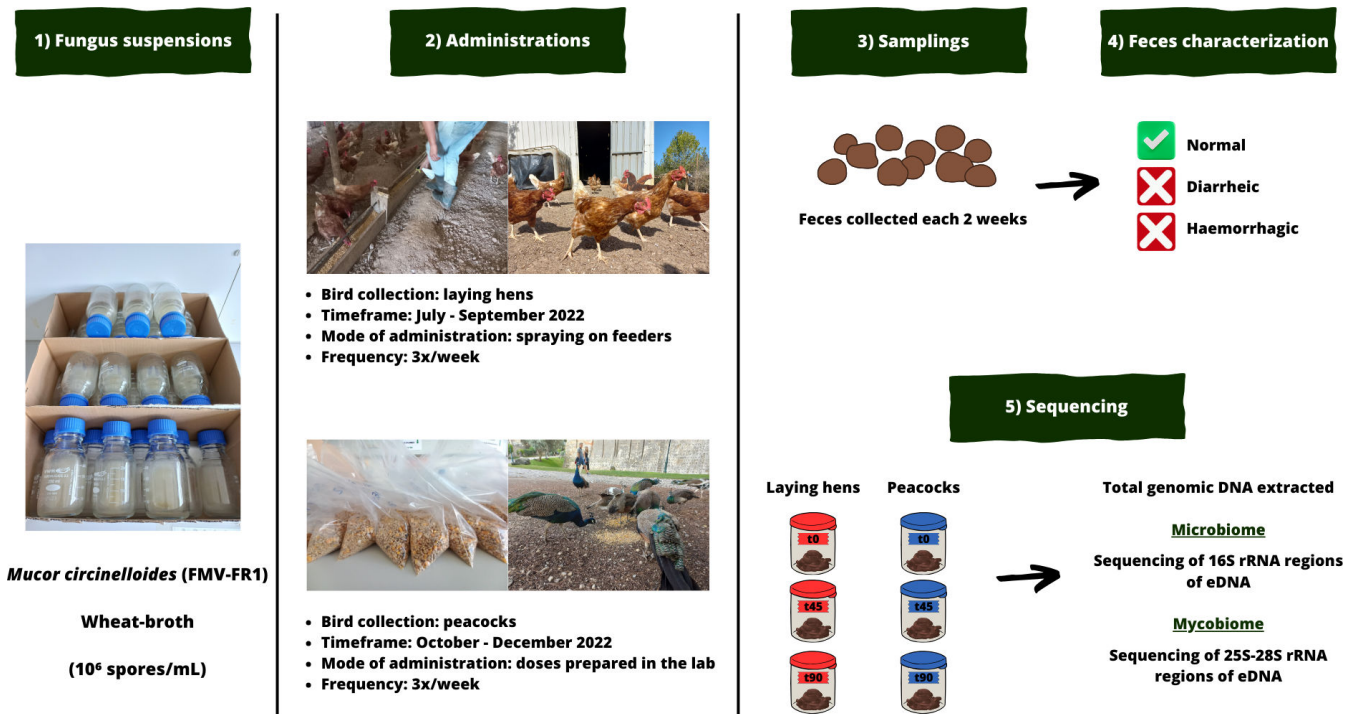 1) Fungus suspensions
Mucor circinelloides (FMV-FR1)
Wheat-broth
(10⁶ spores/mL)
2) Administrations
• Bird collection: laying hens
• Timeframe: July - September 2022
• Mode of administration: spraying on feeders
• Frequency: 3x/week
• Bird collection: peacocks
• Timeframe: October - December 2022
• Mode of administration: doses prepared in the lab
• Frequency: 3x/week
3) Samplings
Feces collected each 2 weeks
4) Feces characterization
Normal
Diarrheic
Haemorrhagic
5) Sequencing
Laying hens
t0
t45
t90
Peacocks
t0
t45
t90
Total genomic DNA extracted
Microbiome
Sequencing of 16S rRNA regions
of eDNA
Mycobiome
Sequencing of 25S-28S rRNA
regions of eDNA